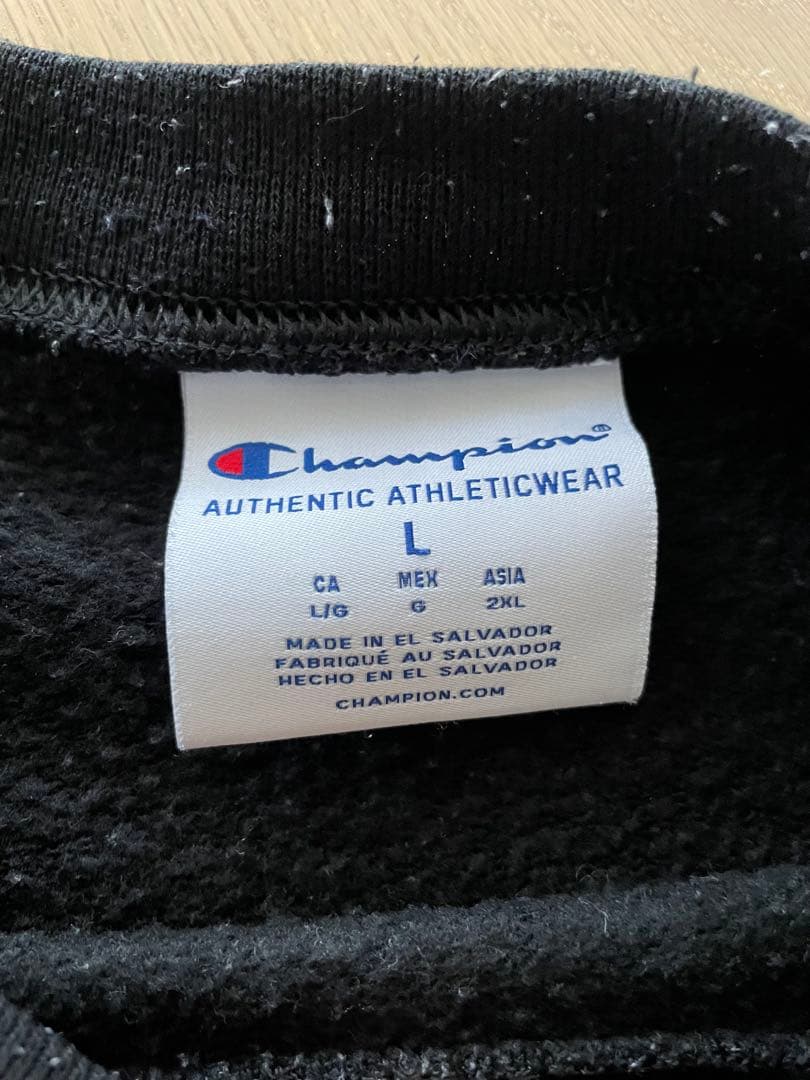 Champion®
AUTHENTIC ATHLETICWEAR
L
CA MEX ASIA
L/G G 2XL
MADE IN EL SALVADOR
FABRIQUÉ AU SALVADOR
HECHO EN EL SALVADOR
CHAMPION.COM